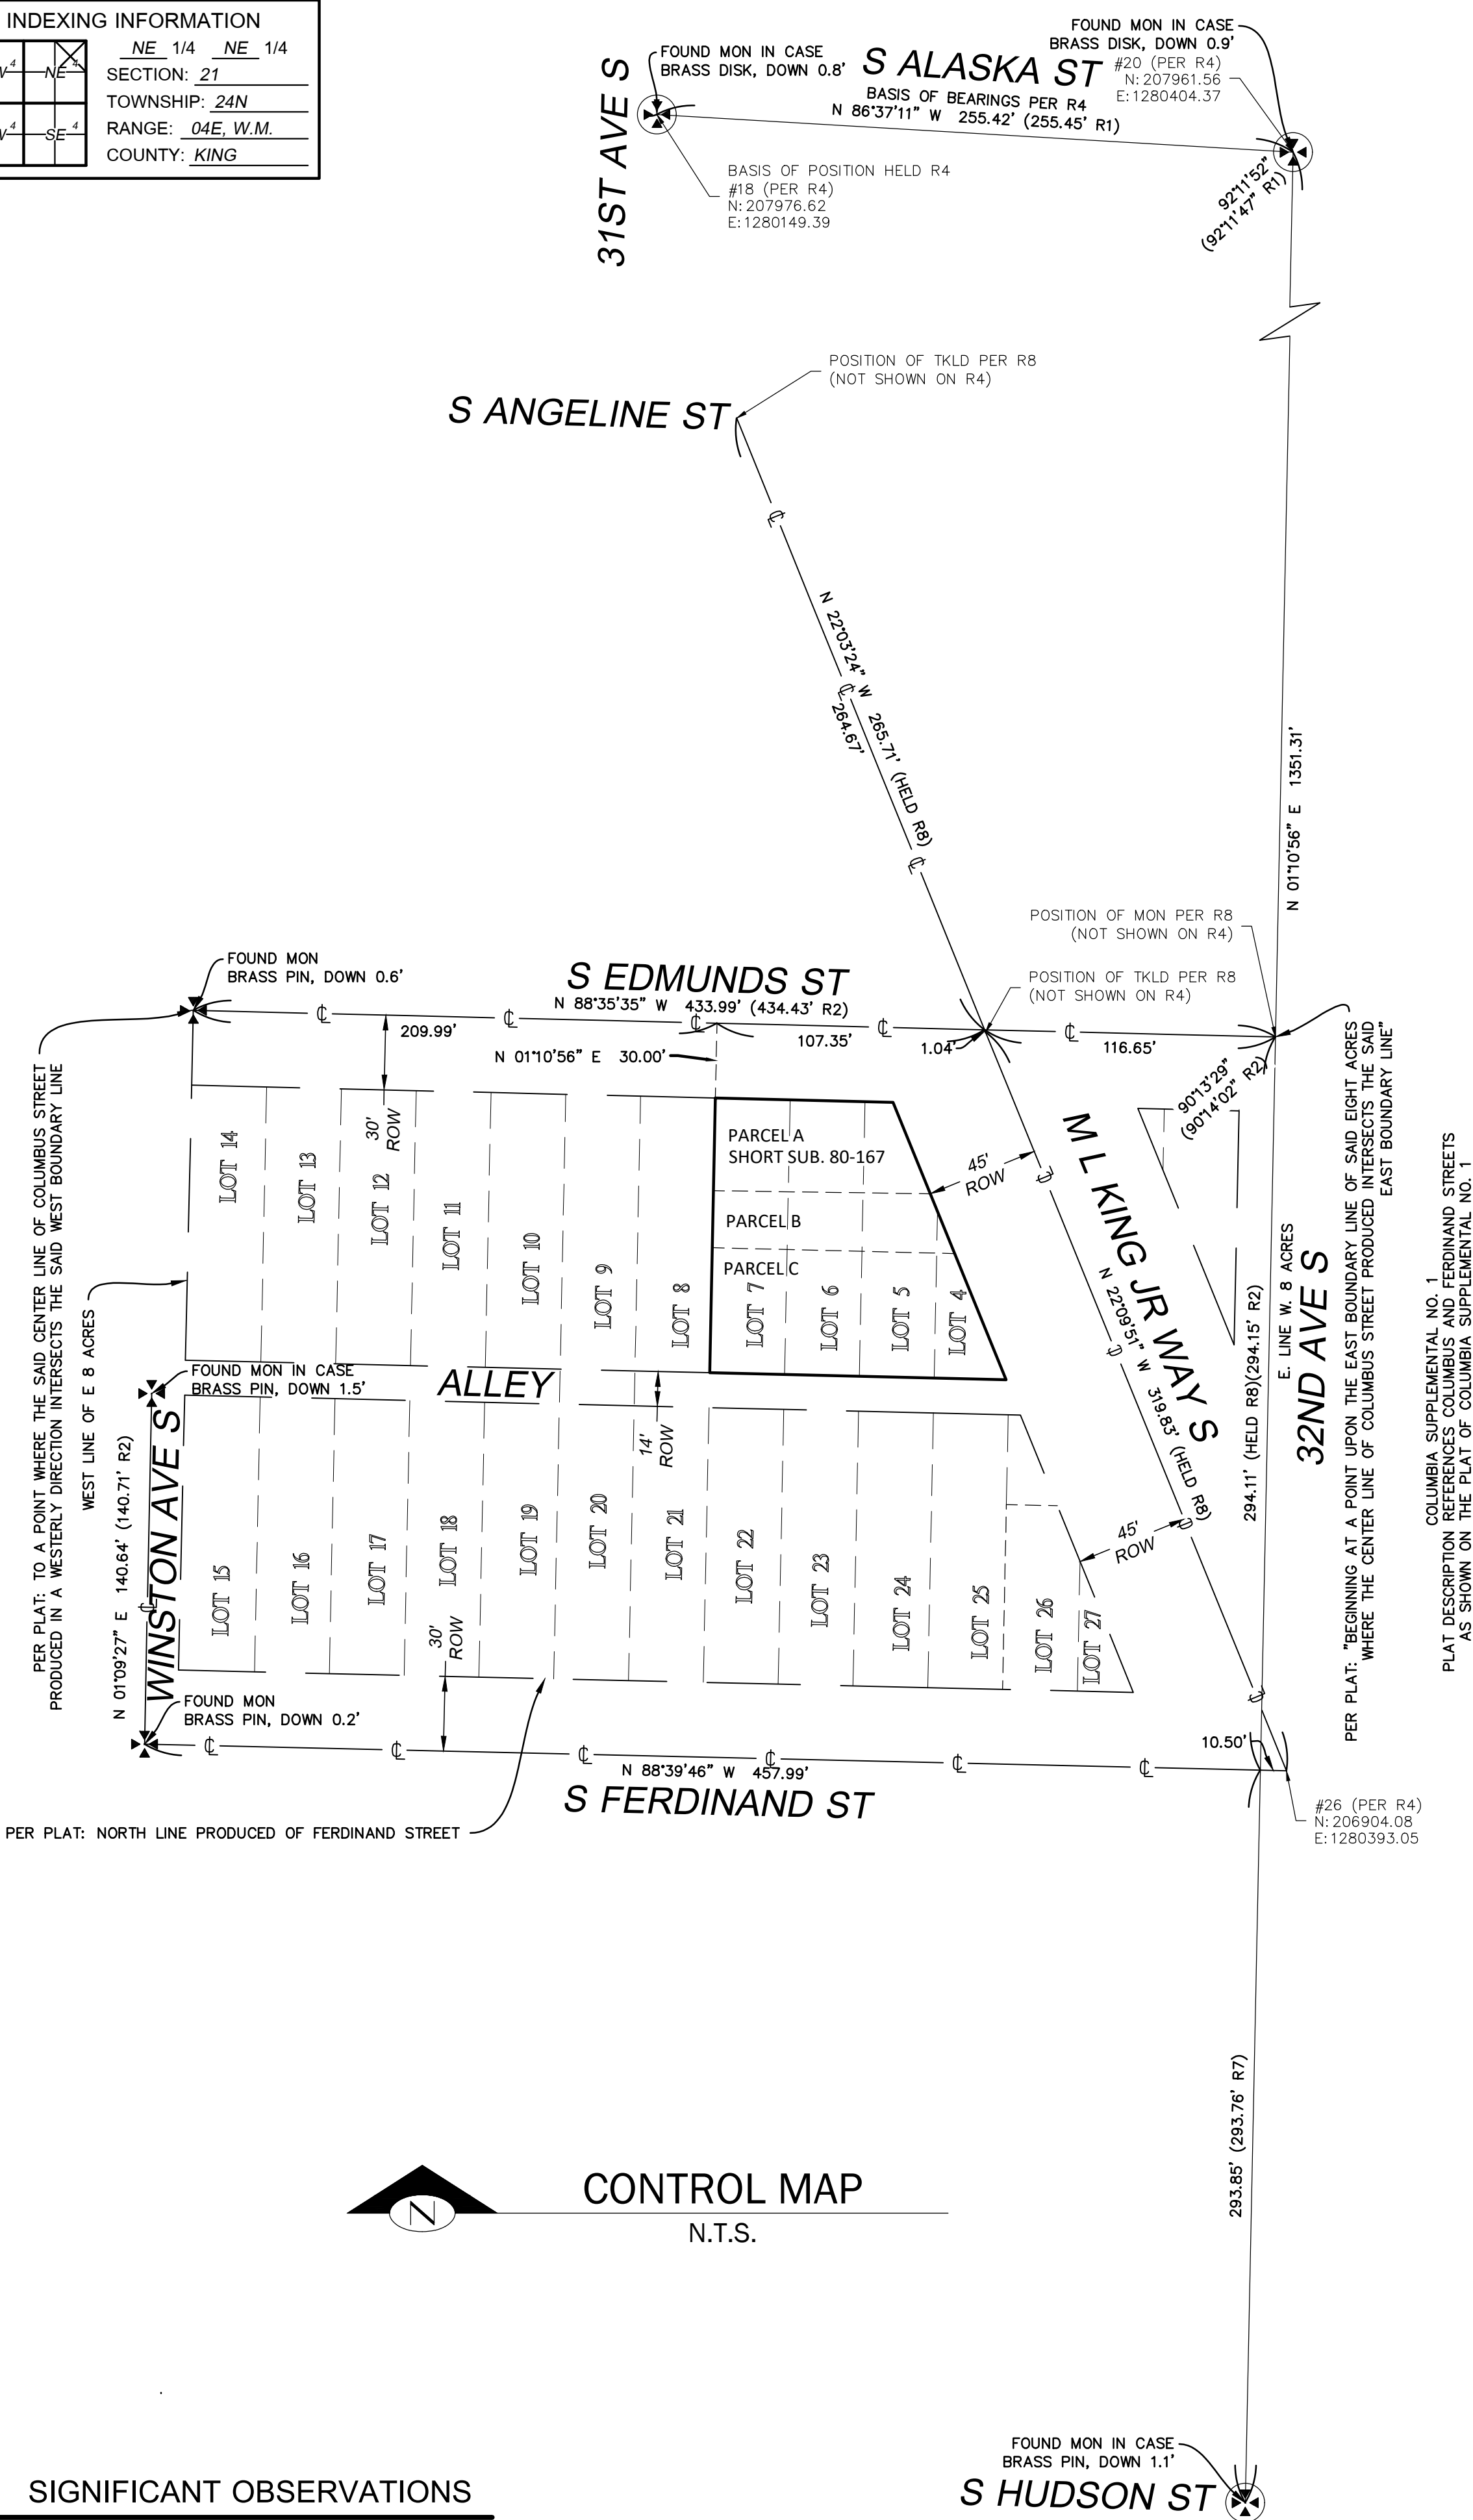 INDEXING INFORMATION
NE 1/4 NE 1/4
SECTION: 21
TOWNSHIP: 24N
RANGE: 04E, W.M.
COUNTY: KING
4
NE 4
4
SE 4
31ST AVE S
FOUND MON IN CASE
BRASS DISK, DOWN 0.8'
S ALASKA ST
FOUND MON IN CASE
BRASS DISK, DOWN 0.9'
#20 (PER R4)
N: 207961.56
E: 1280404.37
BASIS OF BEARINGS PER R4
N 86°37'11" W 255.42' (255.45' R1)
BASIS OF POSITION HELD R4
#18 (PER R4)
N: 207976.62
E: 1280149.39
92°11'52"
(92°11'47" R1)
POSITION OF TKLD PER R8
(NOT SHOWN ON R4)
S ANGELINE ST
N 22°03'24" W 265.71' (HELD R8)
264.67'
N 01°10'56" E 1351.31'
POSITION OF MON PER R8
(NOT SHOWN ON R4)
POSITION OF TKLD PER R8
(NOT SHOWN ON R4)
FOUND MON
BRASS PIN, DOWN 0.6'
S EDMUNDS ST
N 88°35'35" W 433.99' (434.43' R2)
209.99'
107.35'
1.04'
116.65'
N 01°10'56" E 30.00'
90°13'29"
(90°14'02" R2)
PER PLAT: TO A POINT WHERE THE SAID CENTER LINE OF COLUMBUS STREET
PRODUCED IN A WESTERLY DIRECTION INTERSECTS THE SAID WEST BOUNDARY LINE
WEST LINE OF E 8 ACRES
30'
ROW
LOT 14
LOT 13
LOT 12
LOT 11
LOT 10
LOT 9
LOT 8
LOT 7
LOT 6
LOT 5
LOT 4
PARCEL A
SHORT SUB. 80-167
PARCEL B
PARCEL C
45'
ROW
M L KING JR WAY S
N 22°09'51" W 319.83' (HELD R8)
294.11' (HELD R8)(294.15' R2)
E. LINE W. 8 ACRES
32ND AVE S
PER PLAT: "BEGINNING AT A POINT UPON THE EAST BOUNDARY LINE OF SAID EIGHT ACRES
WHERE THE CENTER LINE OF COLUMBUS STREET PRODUCED INTERSECTS THE SAID
EAST BOUNDARY LINE"
COLUMBIA SUPPLEMENTAL NO. 1
PLAT DESCRIPTION REFERENCES COLUMBUS AND FERDINAND STREETS
AS SHOWN ON THE PLAT OF COLUMBIA SUPPLEMENTAL NO. 1
FOUND MON IN CASE
BRASS PIN, DOWN 1.5'
ALLEY
14'
ROW
N 01°09'27" E 140.64' (140.71' R2)
WINSTON AVE S
LOT 15
LOT 16
LOT 17
LOT 18
LOT 19
LOT 20
LOT 21
LOT 22
LOT 23
LOT 24
LOT 25
LOT 26
LOT 27
45'
ROW
30'
ROW
FOUND MON
BRASS PIN, DOWN 0.2'
N 88°39'46" W 457.99'
10.50'
S FERDINAND ST
#26 (PER R4)
N: 206904.08
E: 1280393.05
PER PLAT: NORTH LINE PRODUCED OF FERDINAND STREET
293.85' (293.76' R7)
N
CONTROL MAP
N.T.S.
FOUND MON IN CASE
BRASS PIN, DOWN 1.1'
S HUDSON ST
SIGNIFICANT OBSERVATIONS